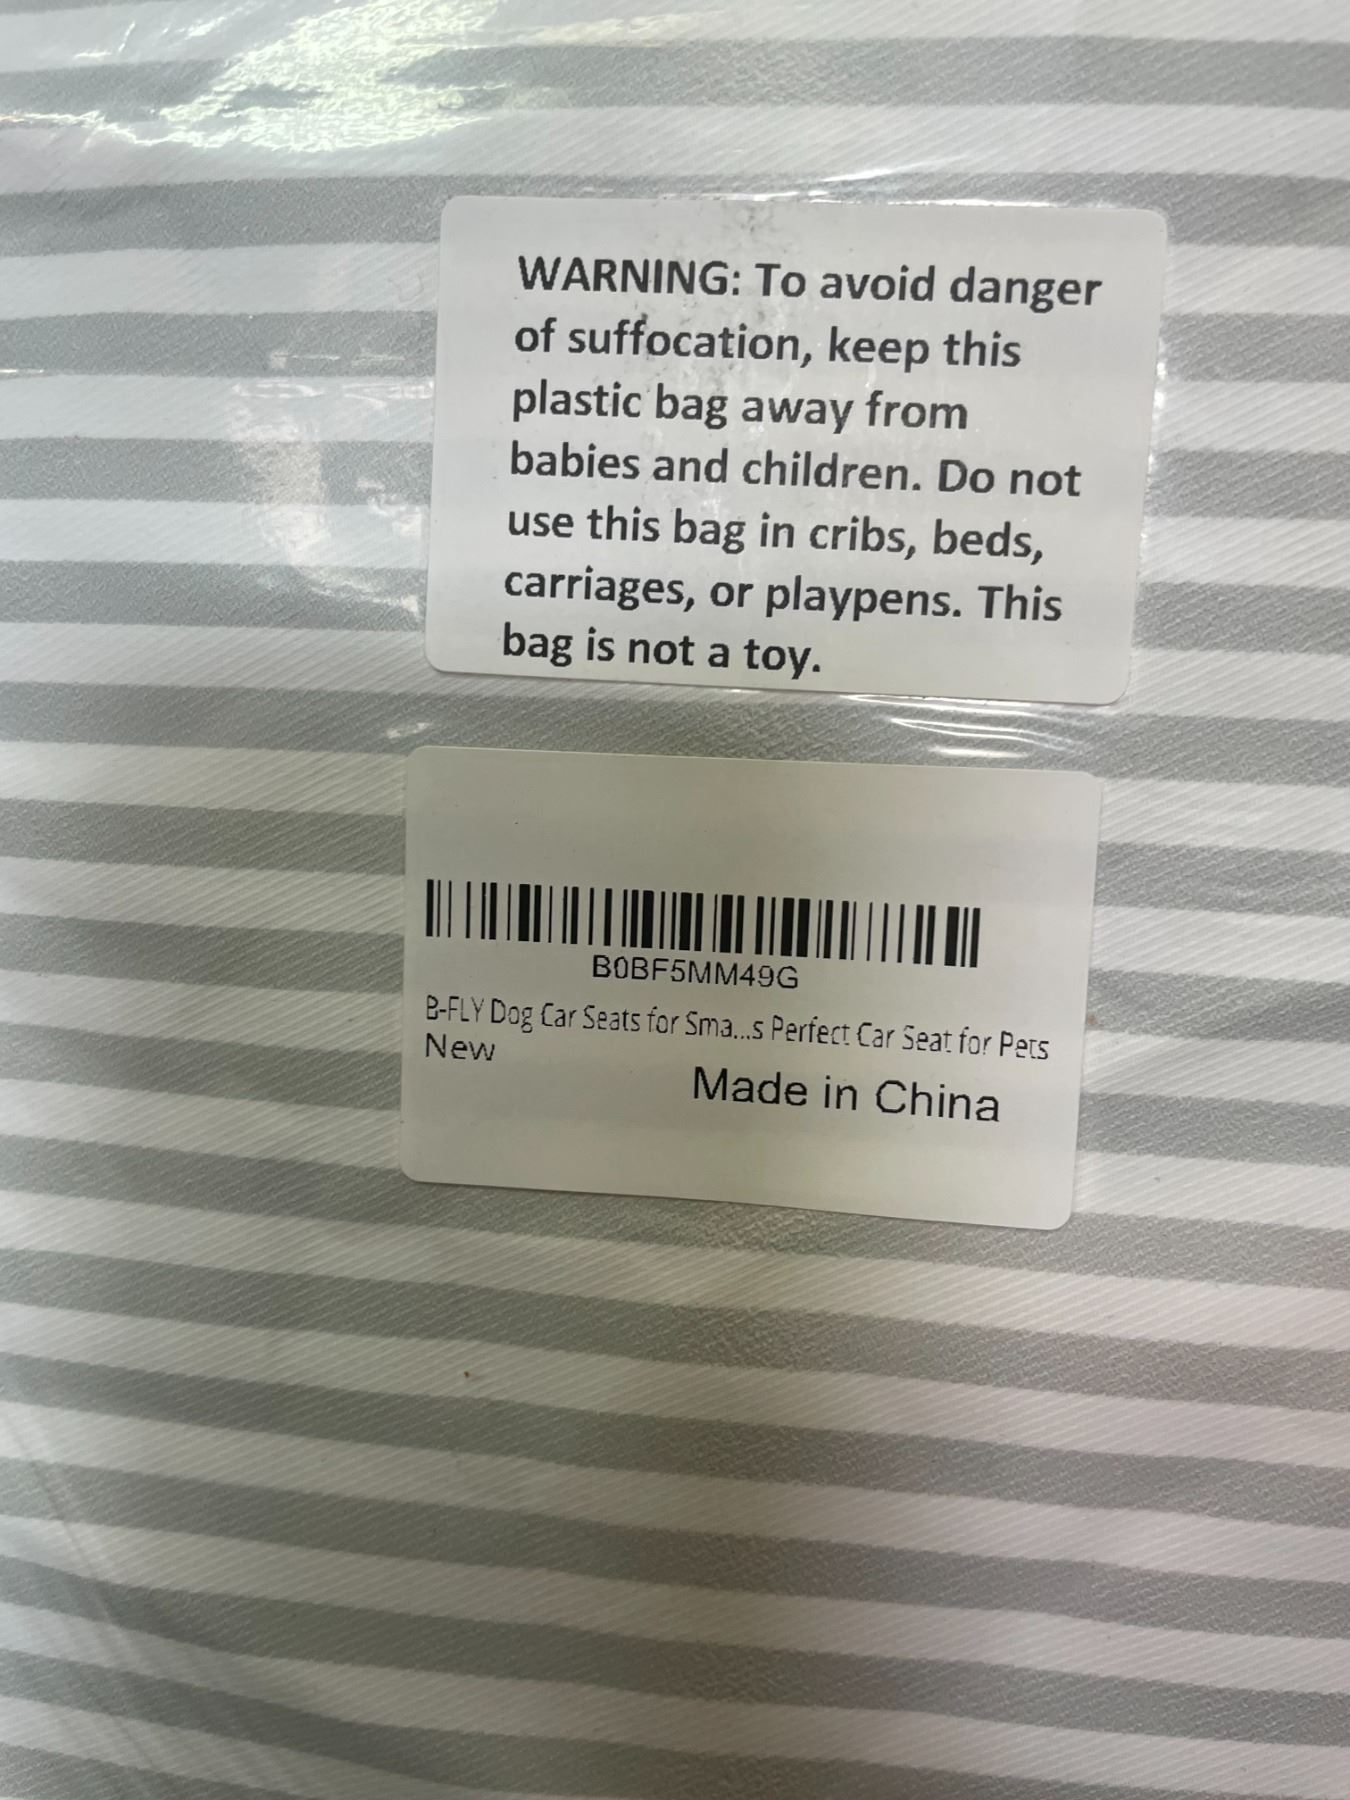 WARNING: To avoid danger
of suffocation, keep this
plastic bag away from
babies and children. Do not
use this bag in cribs, beds,
carriages, or playpens. This
bag is not a toy.
B0BF5MM49G
B-FLY Dog Car Seats for Sma...s Perfect Car Seat for Pets
New
Made in China